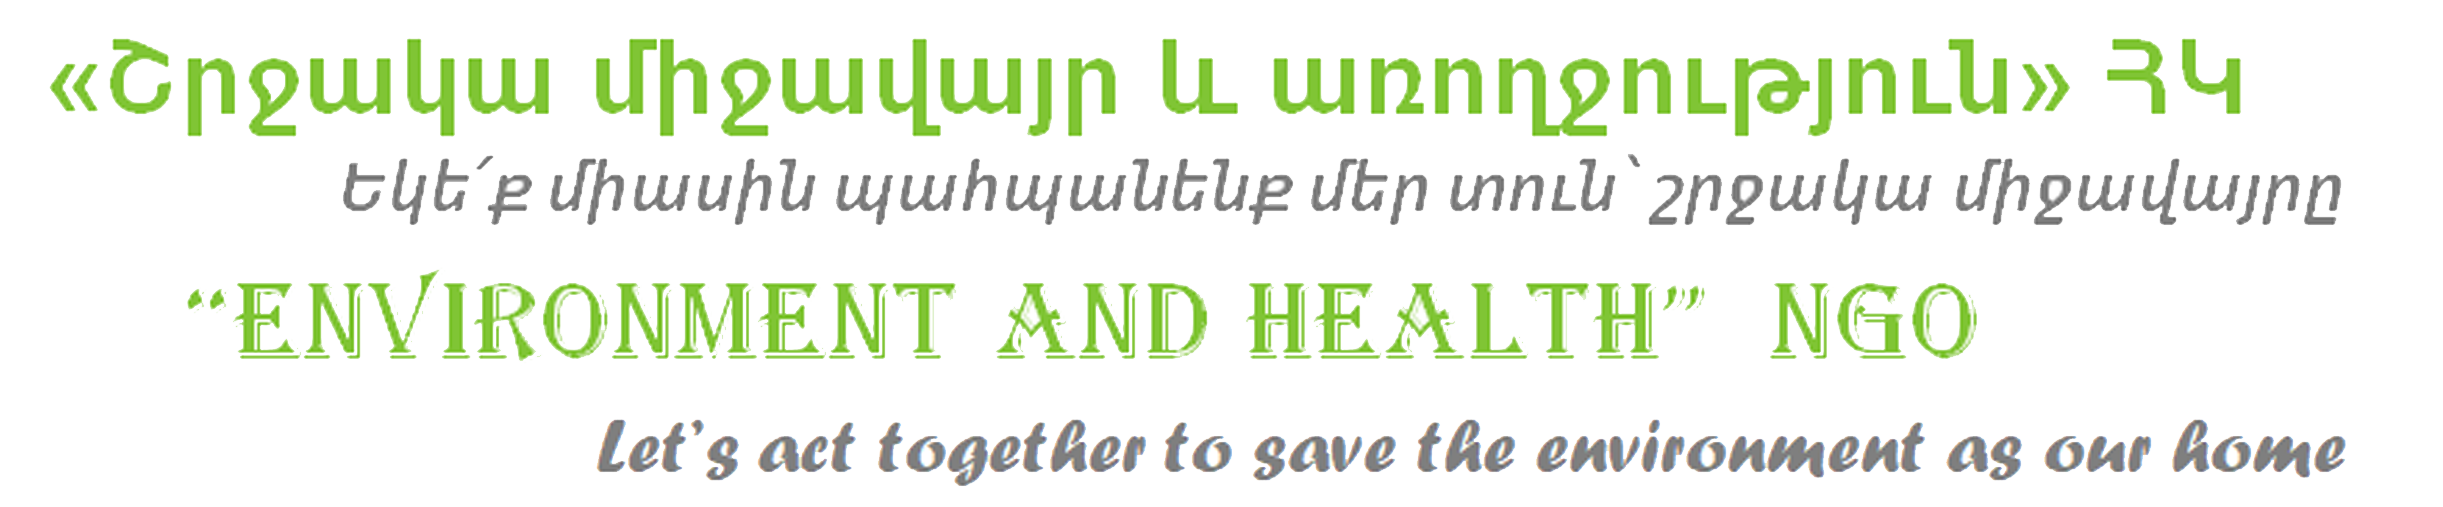 «Շրջակա միջավայր և առողջություն» ՀԿ
Եկե՛ք միասին պահպանենք մեր տուն՝ շրջակա միջավայրը
“ENVIRONMENT AND HEALTH” NGO
Let's act together to save the environment as our home